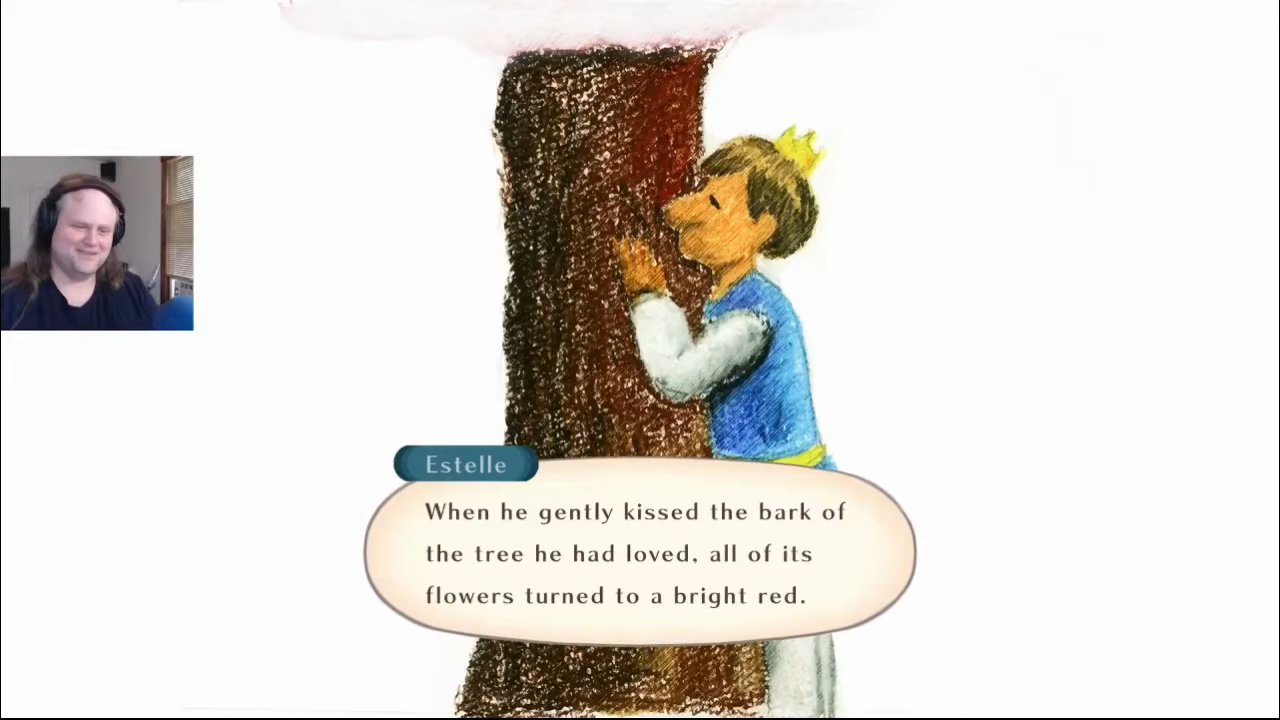 Estelle
When he gently kissed the bark of
the tree he had loved, all of its
flowers turned to a bright red.